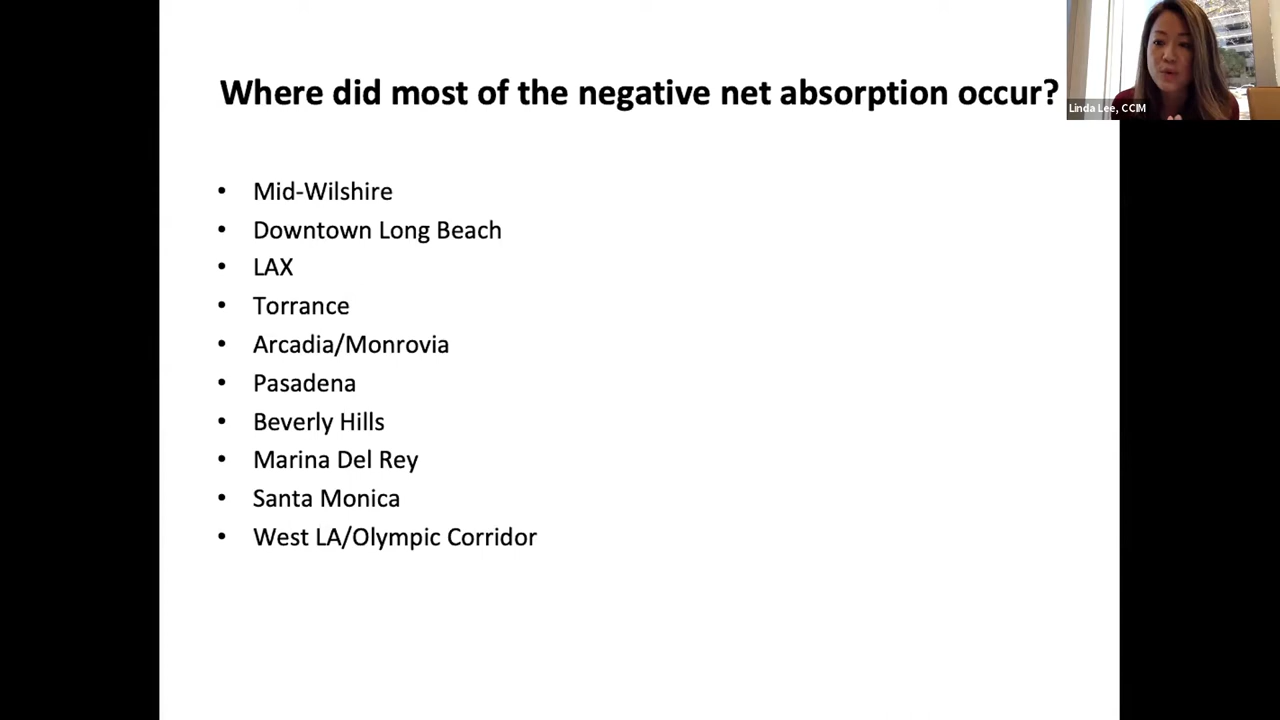 Where did most of the negative net absorption occur?
Linda Lee, CCIM
• Mid-Wilshire
• Downtown Long Beach
• LAX
• Torrance
• Arcadia/Monrovia
• Pasadena
• Beverly Hills
• Marina Del Rey
• Santa Monica
• West LA/Olympic Corridor